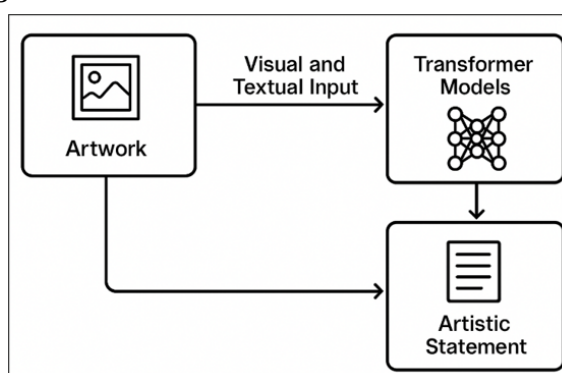 Artwork
Visual and
Textual Input
Transformer
Models
Artistic
Statement